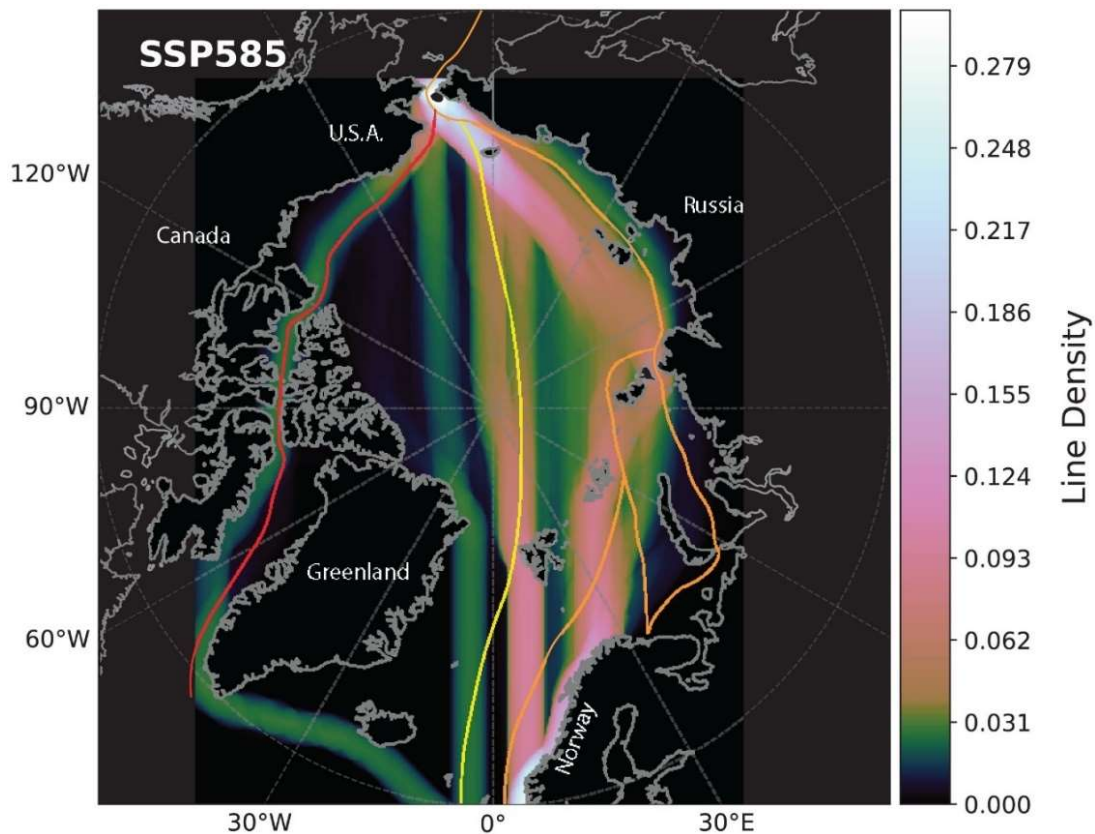 SSP585
U.S.A.
120°W
Canada
Russia
90°W
Greenland
60°W
Norway
30°W
0°
30°E
0.279
0.248
0.217
0.186
0.155
0.124
0.093
0.062
0.031
0.000
Line Density